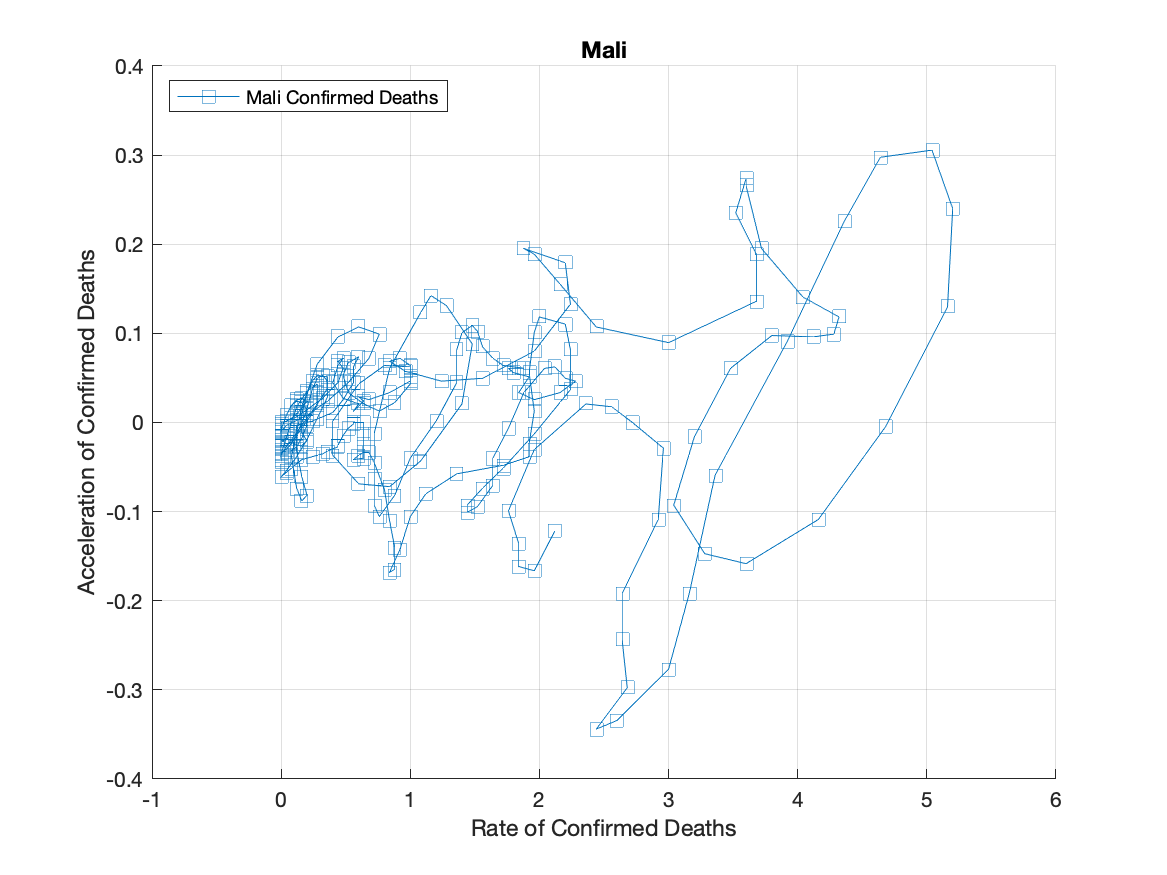 Mali
Mali Confirmed Deaths
0.4
0.3
0.2
0.1
0
-0.1
-0.2
-0.3
-0.4
Acceleration of Confirmed Deaths
-1 0 1 2 3 4 5 6
Rate of Confirmed Deaths